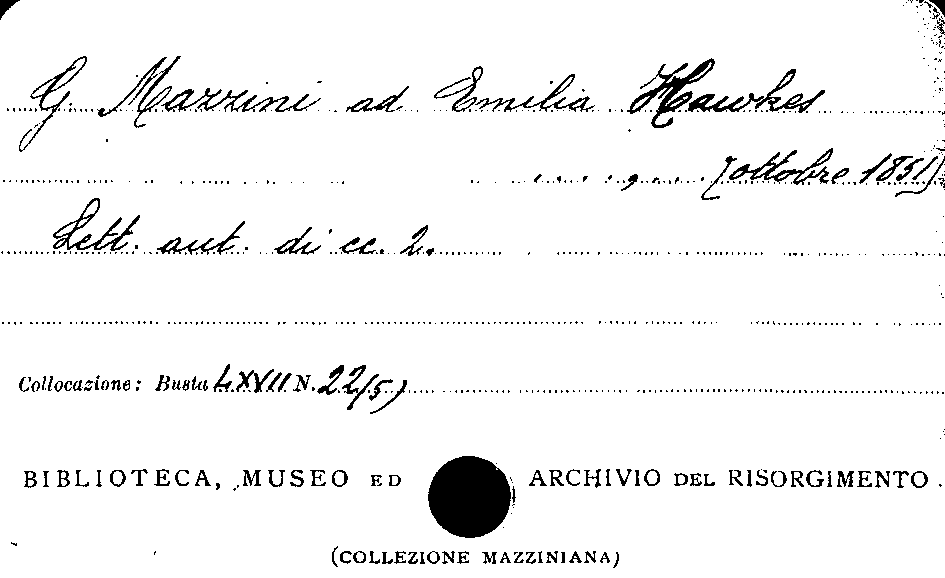 G. Mazzini ad Emilia Hawkes
. . . . , . . . [ottobre 1851]
Lett. aut. di cc. 2.
Collocazione: Busta LXVII N. 22(5)
BIBLIOTECA, MUSEO ED ARCHIVIO DEL RISORGIMENTO
(COLLEZIONE MAZZINIANA)